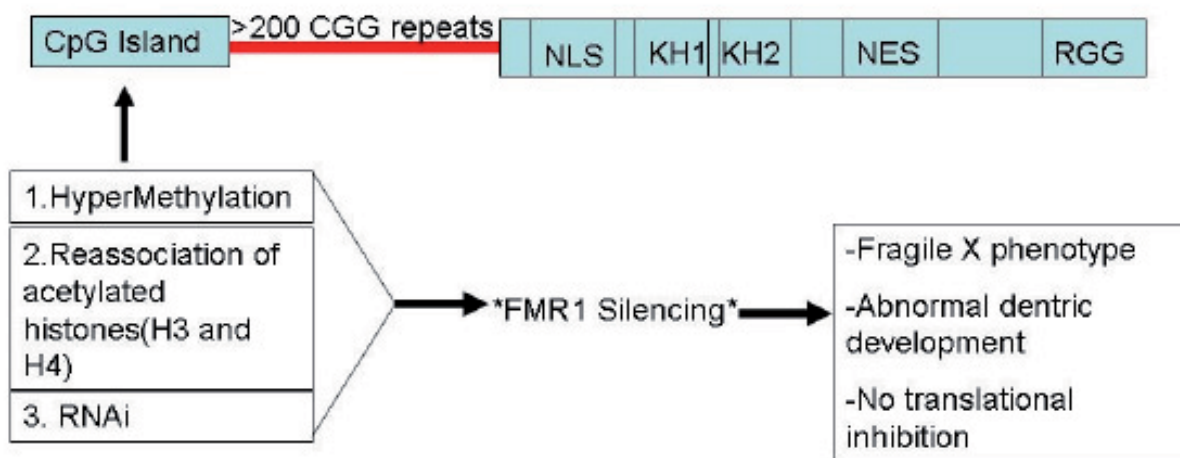 CpG Island
>200 CGG repeats
NLS
KH1
KH2
NES
RGG
1.HyperMethylation
2.Reassociation of
acetylated
histones(H3 and
H4)
3. RNAi
*FMR1 Silencing*
-Fragile X phenotype
-Abnormal dentric
development
-No translational
inhibition